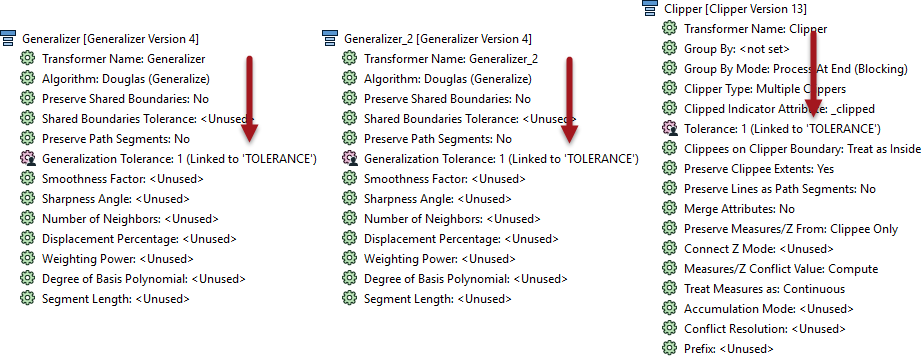 Generalizer [Generalizer Version 4]
Transformer Name: Generalizer
Algorithm: Douglas (Generalize)
Preserve Shared Boundaries: No
Shared Boundaries Tolerance: <Unused>
Preserve Path Segments: No
Generalization Tolerance: 1 (Linked to 'TOLERANCE')
Smoothness Factor: <Unused>
Sharpness Angle: <Unused>
Number of Neighbors: <Unused>
Displacement Percentage: <Unused>
Weighting Power: <Unused>
Degree of Basis Polynomial: <Unused>
Segment Length: <Unused>
Generalizer_2 [Generalizer Version 4]
Transformer Name: Generalizer_2
Algorithm: Douglas (Generalize)
Preserve Shared Boundaries: No
Shared Boundaries Tolerance: <Unused>
Preserve Path Segments: No
Generalization Tolerance: 1 (Linked to 'TOLERANCE')
Smoothness Factor: <Unused>
Sharpness Angle: <Unused>
Number of Neighbors: <Unused>
Displacement Percentage: <Unused>
Weighting Power: <Unused>
Degree of Basis Polynomial: <Unused>
Segment Length: <Unused>
Clipper [Clipper Version 13]
Transformer Name: Clipper
Group By: <not set>
Group By Mode: Process At End (Blocking)
Clipper Type: Multiple Clippers
Clipped Indicator Attribute: _clipped
Tolerance: 1 (Linked to 'TOLERANCE')
Clippees on Clipper Boundary: Treat as Inside
Preserve Clippee Extents: Yes
Preserve Lines as Path Segments: No
Merge Attributes: No
Preserve Measures/Z From: Clippee Only
Connect Z Mode: <Unused>
Measures/Z Conflict Value: Compute
Treat Measures as: Continuous
Accumulation Mode: <Unused>
Conflict Resolution: <Unused>
Prefix: <Unused>